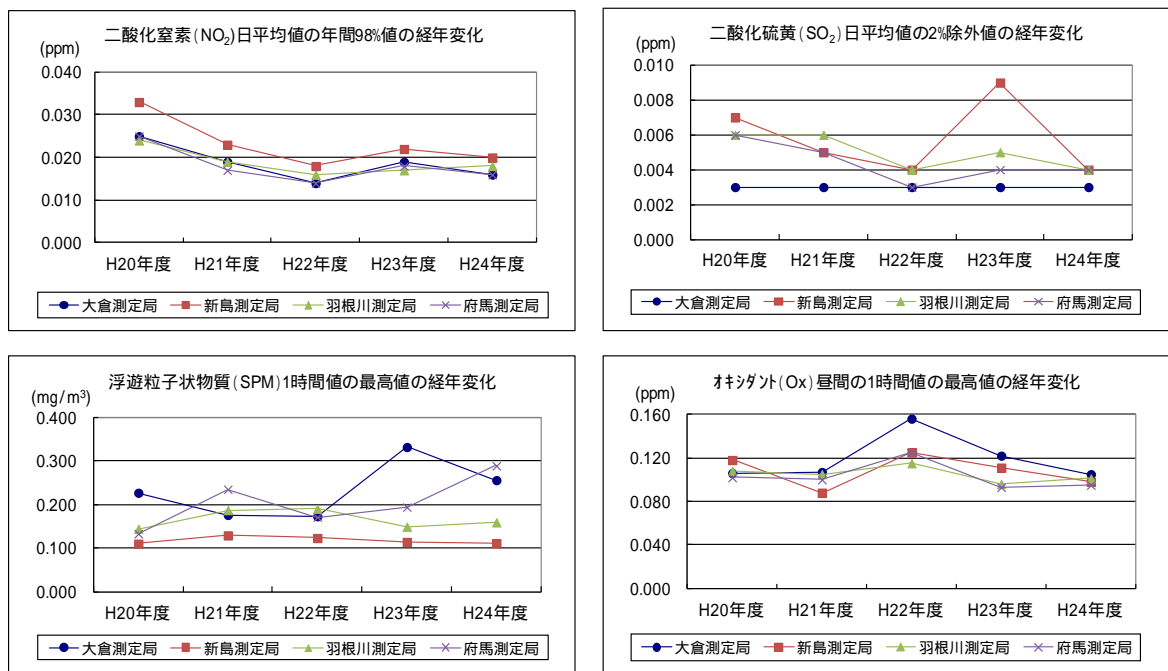 二酸化窒素(NO₂)日平均値の年間98%値の経年変化
(ppm)
0.040
0.030
0.020
0.010
0.000
H20年度 H21年度 H22年度 H23年度 H24年度
大倉測定局 新島測定局 羽根川測定局 府馬測定局
二酸化硫黄(SO₂)日平均値の2%除外値の経年変化
(ppm)
0.010
0.008
0.006
0.004
0.002
0.000
H20年度 H21年度 H22年度 H23年度 H24年度
大倉測定局 新島測定局 羽根川測定局 府馬測定局
浮遊粒子状物質(SPM)1時間値の最高値の経年変化
(mg/m³)
0.400
0.300
0.200
0.100
0.000
H20年度 H21年度 H22年度 H23年度 H24年度
大倉測定局 新島測定局 羽根川測定局 府馬測定局
オキシダント(Ox)昼間の1時間値の最高値の経年変化
(ppm)
0.160
0.120
0.080
0.040
0.000
H20年度 H21年度 H22年度 H23年度 H24年度
大倉測定局 新島測定局 羽根川測定局 府馬測定局